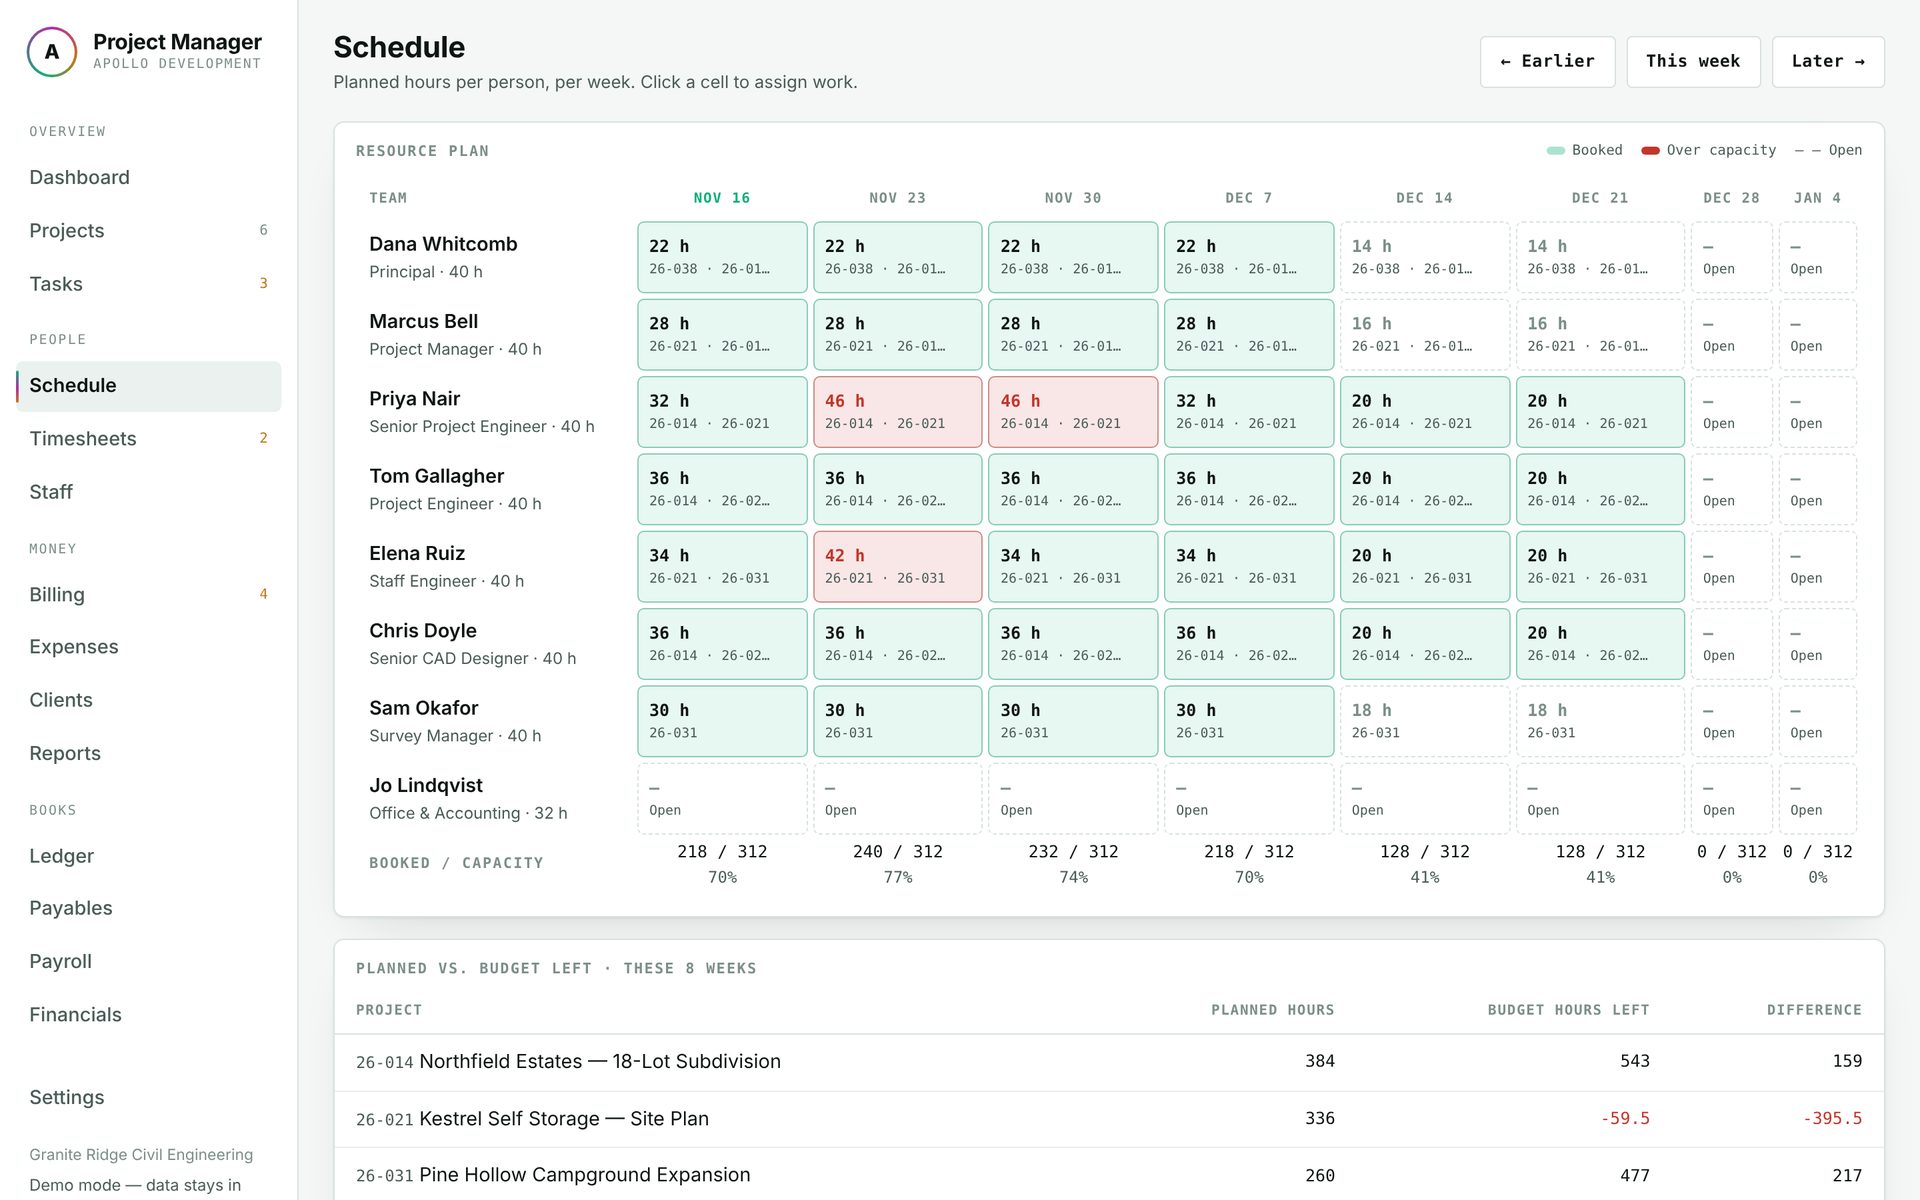 A
Project Manager
APOLLO DEVELOPMENT
OVERVIEW
Dashboard
Projects 6
Tasks 3
PEOPLE
Schedule
Timesheets 2
Staff
MONEY
Billing 4
Expenses
Clients
Reports
BOOKS
Ledger
Payables
Payroll
Financials
Settings
Granite Ridge Civil Engineering
Demo mode — data stays in
Schedule
Planned hours per person, per week. Click a cell to assign work.
← Earlier This week Later →
RESOURCE PLAN Booked Over capacity — — Open
TEAM NOV 16 NOV 23 NOV 30 DEC 7 DEC 14 DEC 21 DEC 28 JAN 4
Dana Whitcomb 22 h 22 h 22 h 22 h 14 h 14 h — —
Principal · 40 h 26-038 · 26-01… 26-038 · 26-01… 26-038 · 26-01… 26-038 · 26-01… 26-038 · 26-01… 26-038 · 26-01… Open Open
Marcus Bell 28 h 28 h 28 h 28 h 16 h 16 h — —
Project Manager · 40 h 26-021 · 26-01… 26-021 · 26-01… 26-021 · 26-01… 26-021 · 26-01… 26-021 · 26-01… 26-021 · 26-01… Open Open
Priya Nair 32 h 46 h 46 h 32 h 20 h 20 h — —
Senior Project Engineer · 40 h 26-014 · 26-021 26-014 · 26-021 26-014 · 26-021 26-014 · 26-021 26-014 · 26-021 26-014 · 26-021 Open Open
Tom Gallagher 36 h 36 h 36 h 36 h 20 h 20 h — —
Project Engineer · 40 h 26-014 · 26-02… 26-014 · 26-02… 26-014 · 26-02… 26-014 · 26-02… 26-014 · 26-02… 26-014 · 26-02… Open Open
Elena Ruiz 34 h 42 h 34 h 34 h 20 h 20 h — —
Staff Engineer · 40 h 26-021 · 26-031 26-021 · 26-031 26-021 · 26-031 26-021 · 26-031 26-021 · 26-031 26-021 · 26-031 Open Open
Chris Doyle 36 h 36 h 36 h 36 h 20 h 20 h — —
Senior CAD Designer · 40 h 26-014 · 26-02… 26-014 · 26-02… 26-014 · 26-02… 26-014 · 26-02… 26-014 · 26-02… 26-014 · 26-02… Open Open
Sam Okafor 30 h 30 h 30 h 30 h 18 h 18 h — —
Survey Manager · 40 h 26-031 26-031 26-031 26-031 26-031 26-031 Open Open
Jo Lindqvist — — — — — — — —
Office & Accounting · 32 h Open Open Open Open Open Open Open Open
BOOKED / CAPACITY 218 / 312 240 / 312 232 / 312 218 / 312 128 / 312 128 / 312 0 / 312 0 / 312
70% 77% 74% 70% 41% 41% 0% 0%
PLANNED VS. BUDGET LEFT · THESE 8 WEEKS
PROJECT PLANNED HOURS BUDGET HOURS LEFT DIFFERENCE
26-014 Northfield Estates — 18-Lot Subdivision 384 543 159
26-021 Kestrel Self Storage — Site Plan 336 -59.5 -395.5
26-031 Pine Hollow Campground Expansion 260 477 217